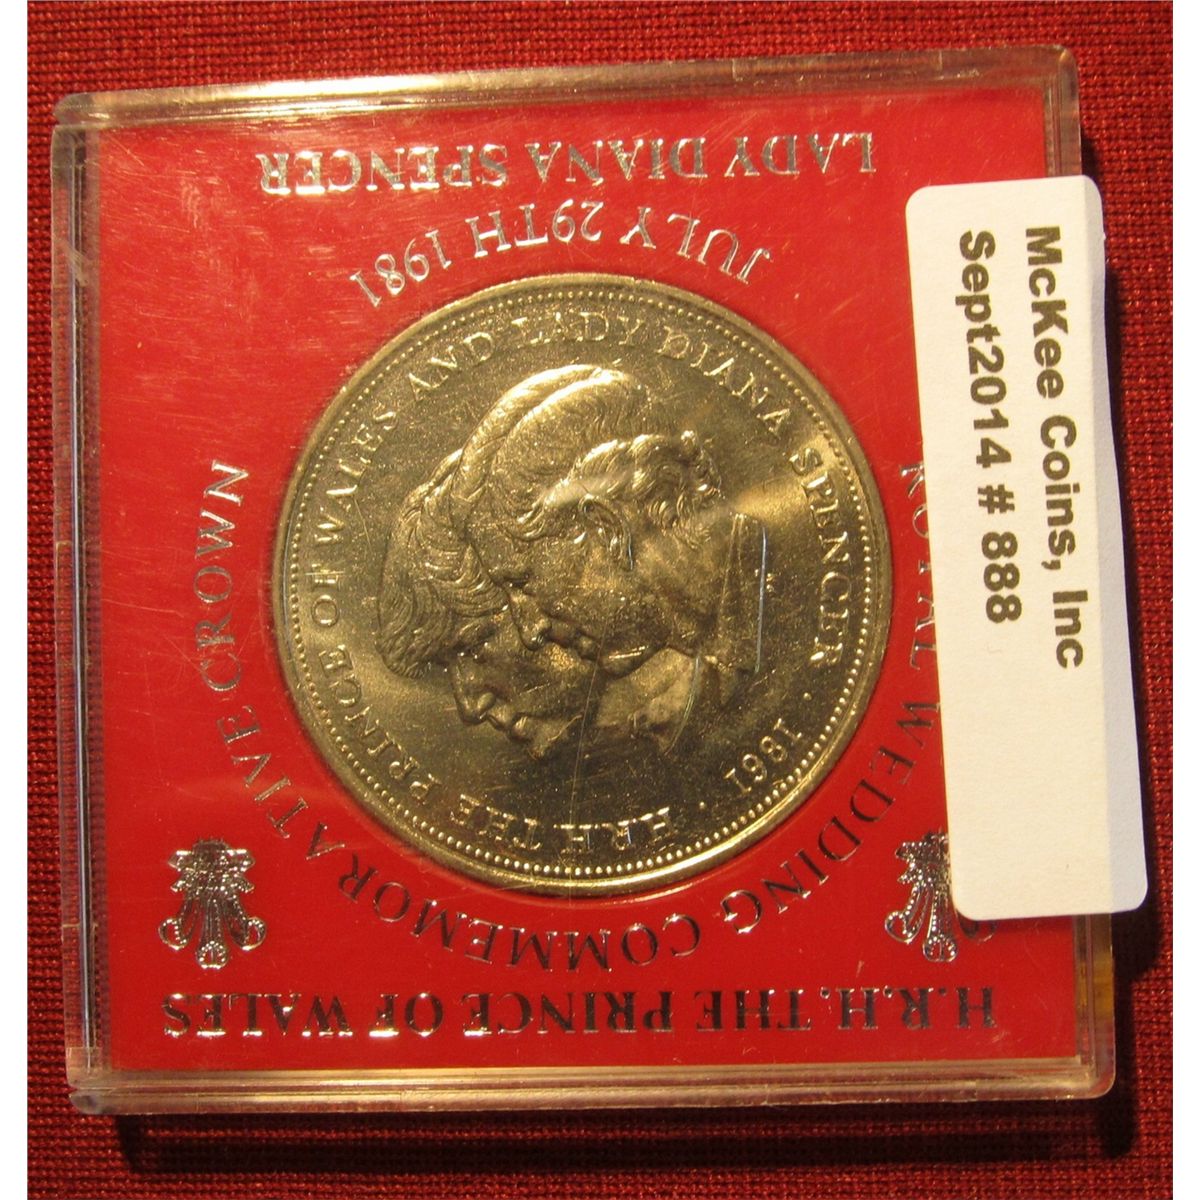 H.R.H. THE PRINCE OF WALES
ROYAL WEDDING COMMEMORATIVE CROWN
H.R.H. THE PRINCE OF WALES AND LADY DIANA SPENCER · 1981 ·
JULY 29TH 1981
LADY DIANA SPENCER
McKee Coins, Inc
Sept2014 # 888